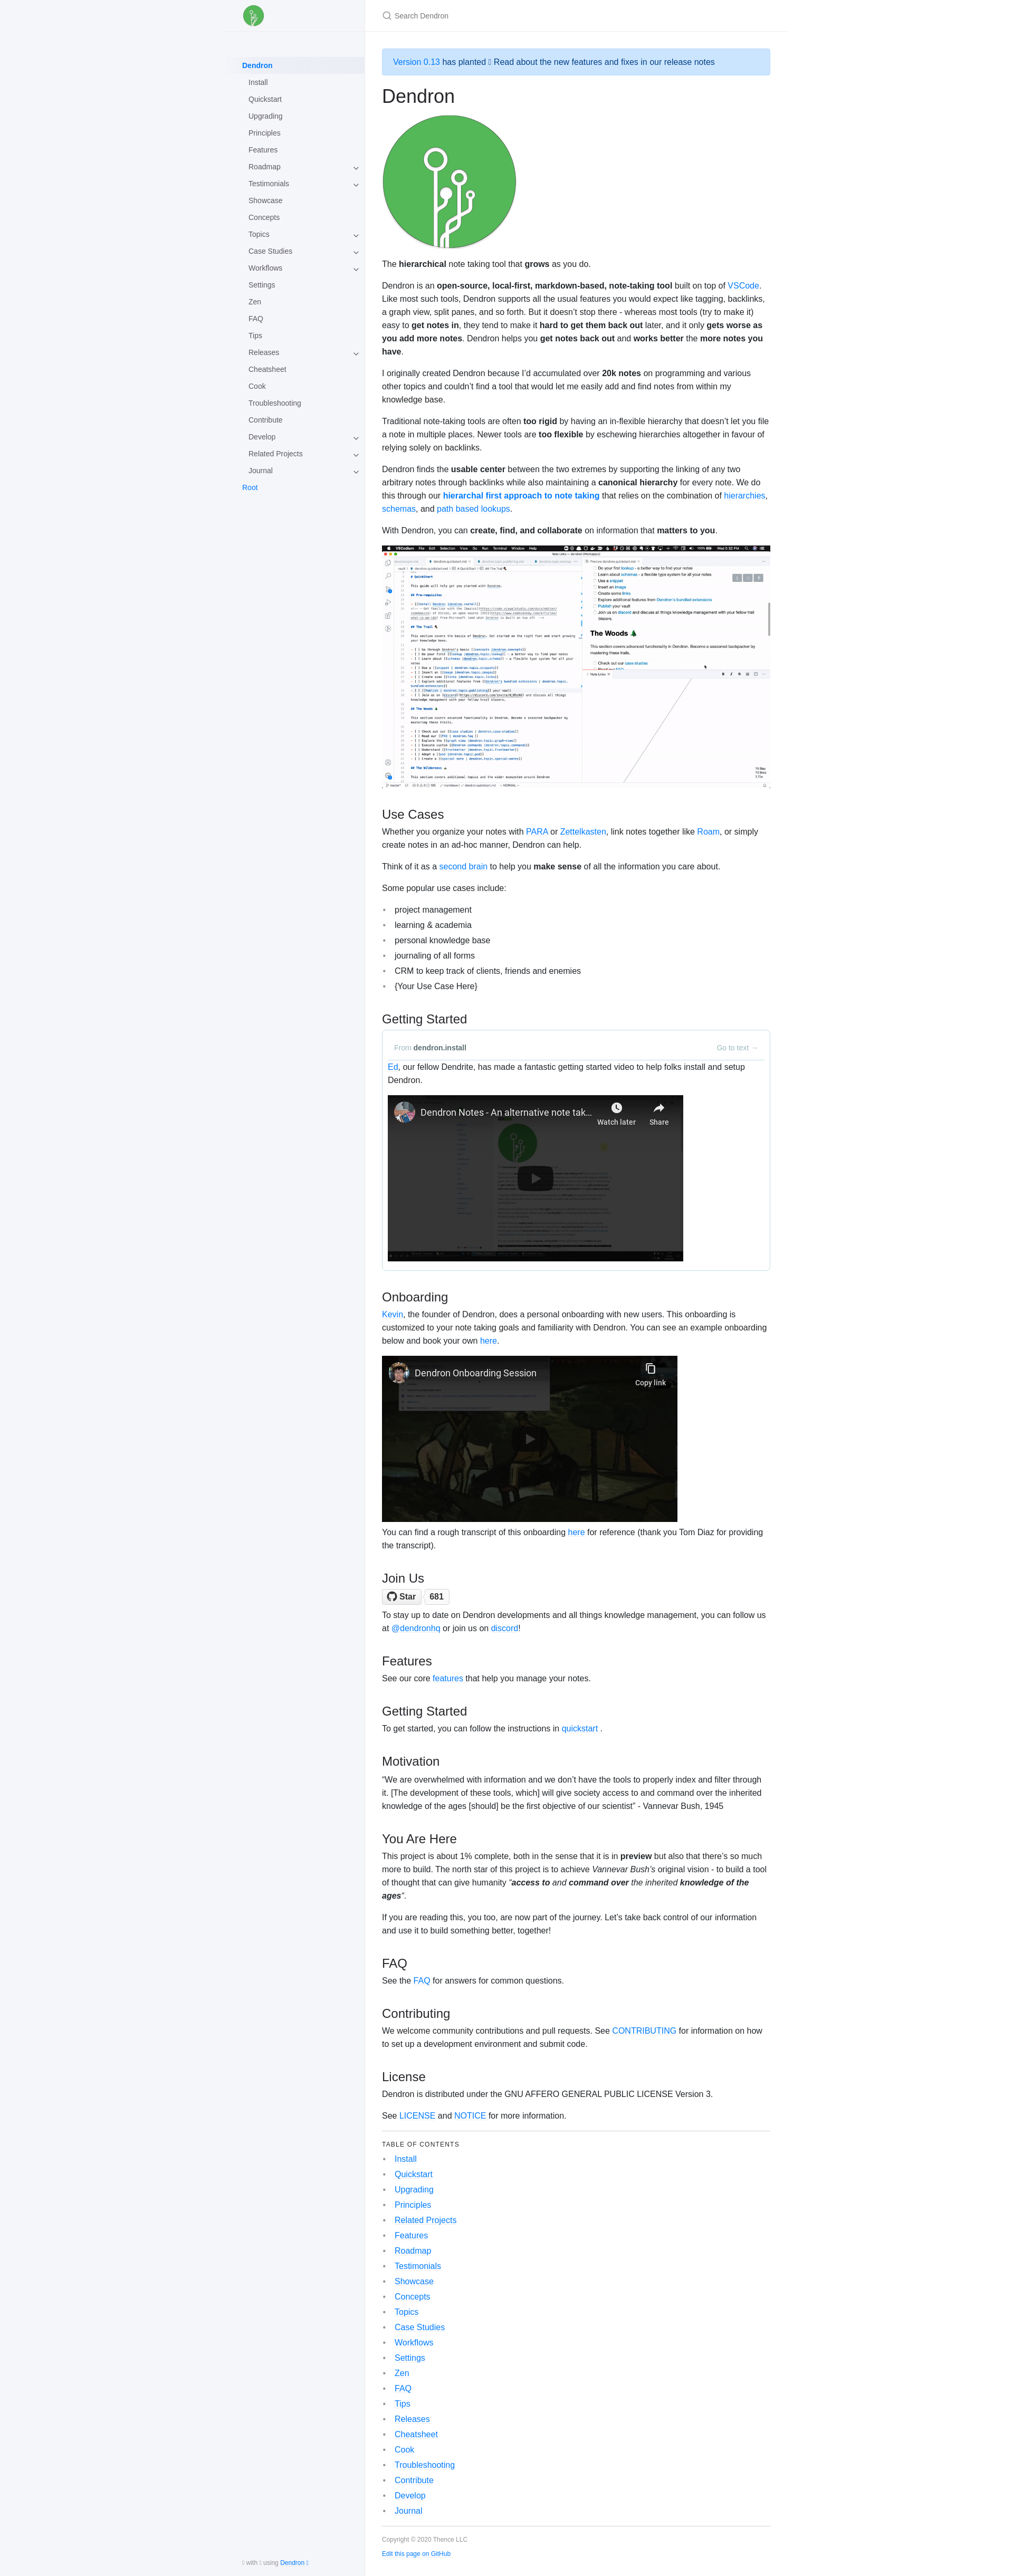 Search Dendron
Dendron
Install
Quickstart
Upgrading
Principles
Features
Roadmap
Testimonials
Showcase
Concepts
Topics
Case Studies
Workflows
Settings
Zen
FAQ
Tips
Releases
Cheatsheet
Cook
Troubleshooting
Contribute
Develop
Related Projects
Journal
Root
Version 0.13 has planted Read about the new features and fixes in our release notes
Dendron
The hierarchical note taking tool that grows as you do.
Dendron is an open-source, local-first, markdown-based, note-taking tool built on top of VSCode.
Like most such tools, Dendron supports all the usual features you would expect like tagging, backlinks,
a graph view, split panes, and so forth. But it doesn’t stop there - whereas most tools (try to make it)
easy to get notes in, they tend to make it hard to get them back out later, and it only gets worse as
you add more notes. Dendron helps you get notes back out and works better the more notes you
have.
I originally created Dendron because I’d accumulated over 20k notes on programming and various
other topics and couldn’t find a tool that would let me easily add and find notes from within my
knowledge base.
Traditional note-taking tools are often too rigid by having an in-flexible hierarchy that doesn’t let you file
a note in multiple places. Newer tools are too flexible by eschewing hierarchies altogether in favour of
relying solely on backlinks.
Dendron finds the usable center between the two extremes by supporting the linking of any two
arbitrary notes through backlinks while also maintaining a canonical hierarchy for every note. We do
this through our hierarchal first approach to note taking that relies on the combination of hierarchies,
schemas, and path based lookups.
With Dendron, you can create, find, and collaborate on information that matters to you.
The Woods
Use Cases
Whether you organize your notes with PARA or Zettelkasten, link notes together like Roam, or simply
create notes in an ad-hoc manner, Dendron can help.
Think of it as a second brain to help you make sense of all the information you care about.
Some popular use cases include:
project management
learning & academia
personal knowledge base
journaling of all forms
CRM to keep track of clients, friends and enemies
{Your Use Case Here}
Getting Started
From dendron.install
Go to text →
Ed, our fellow Dendrite, has made a fantastic getting started video to help folks install and setup
Dendron.
Dendron Notes - An alternative note tak...
Watch later
Share
Onboarding
Kevin, the founder of Dendron, does a personal onboarding with new users. This onboarding is
customized to your note taking goals and familiarity with Dendron. You can see an example onboarding
below and book your own here.
Dendron Onboarding Session
Copy link
You can find a rough transcript of this onboarding here for reference (thank you Tom Diaz for providing
the transcript).
Join Us
Star 681
To stay up to date on Dendron developments and all things knowledge management, you can follow us
at @dendronhq or join us on discord!
Features
See our core features that help you manage your notes.
Getting Started
To get started, you can follow the instructions in quickstart .
Motivation
“We are overwhelmed with information and we don’t have the tools to properly index and filter through
it. [The development of these tools, which] will give society access to and command over the inherited
knowledge of the ages [should] be the first objective of our scientist” - Vannevar Bush, 1945
You Are Here
This project is about 1% complete, both in the sense that it is in preview but also that there’s so much
more to build. The north star of this project is to achieve Vannevar Bush’s original vision - to build a tool
of thought that can give humanity “access to and command over the inherited knowledge of the
ages“.
If you are reading this, you too, are now part of the journey. Let’s take back control of our information
and use it to build something better, together!
FAQ
See the FAQ for answers for common questions.
Contributing
We welcome community contributions and pull requests. See CONTRIBUTING for information on how
to set up a development environment and submit code.
License
Dendron is distributed under the GNU AFFERO GENERAL PUBLIC LICENSE Version 3.
See LICENSE and NOTICE for more information.
TABLE OF CONTENTS
Install
Quickstart
Upgrading
Principles
Related Projects
Features
Roadmap
Testimonials
Showcase
Concepts
Topics
Case Studies
Workflows
Settings
Zen
FAQ
Tips
Releases
Cheatsheet
Cook
Troubleshooting
Contribute
Develop
Journal
Copyright © 2020 Thence LLC
Edit this page on GitHub
with using Dendron